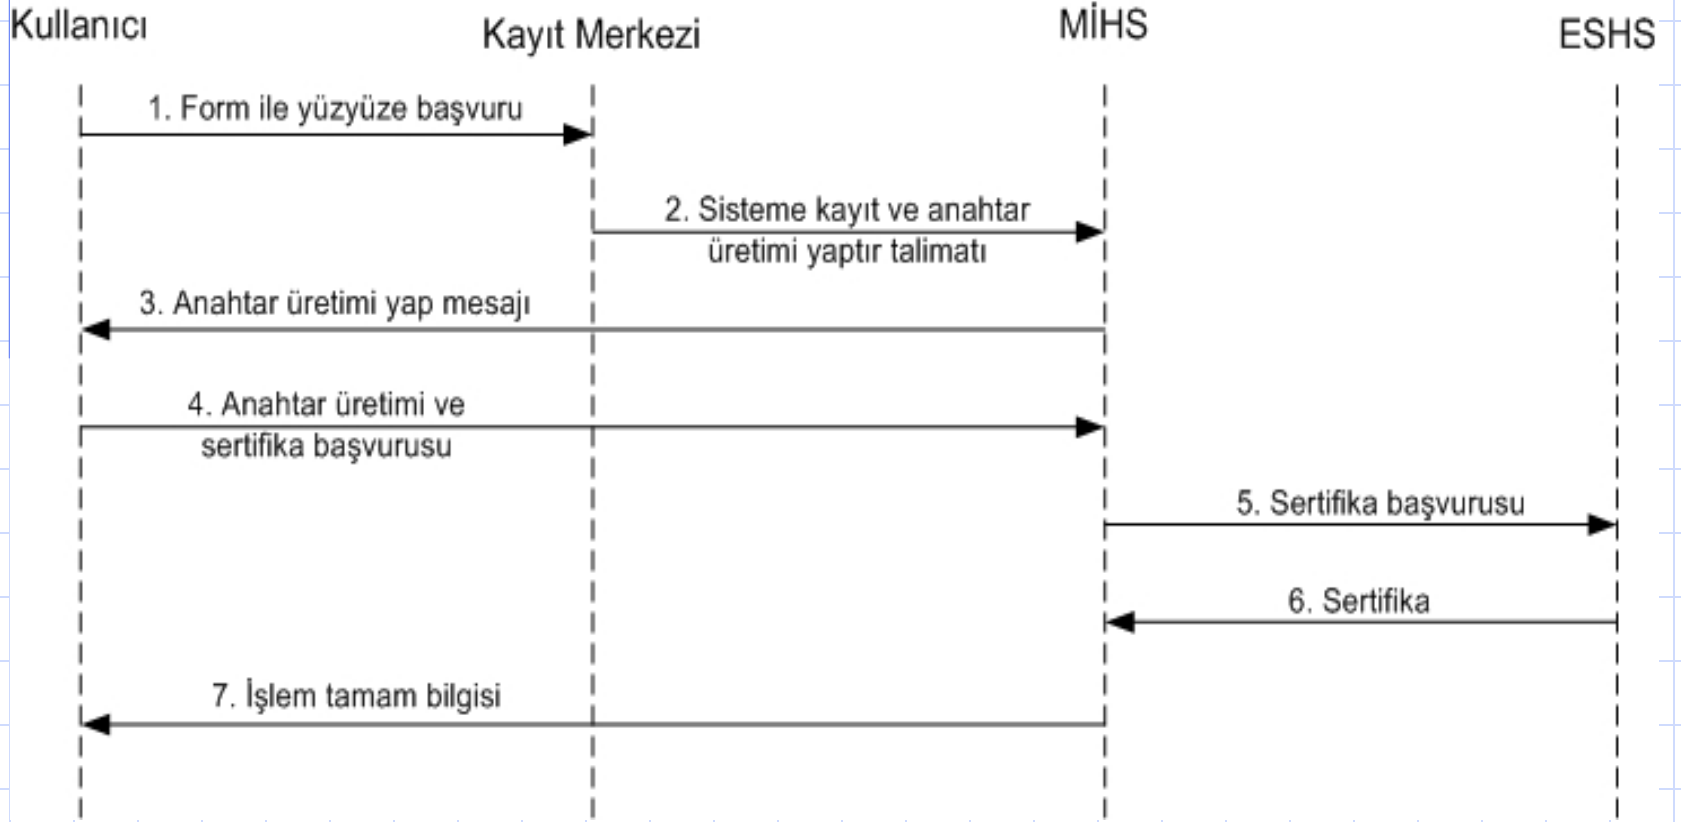 Kullanıcı
Kayıt Merkezi
MİHS
ESHS
1. Form ile yüzyüze başvuru
2. Sisteme kayıt ve anahtar
üretimi yaptır talimatı
3. Anahtar üretimi yap mesajı
4. Anahtar üretimi ve
sertifika başvurusu
5. Sertifika başvurusu
6. Sertifika
7. İşlem tamam bilgisi